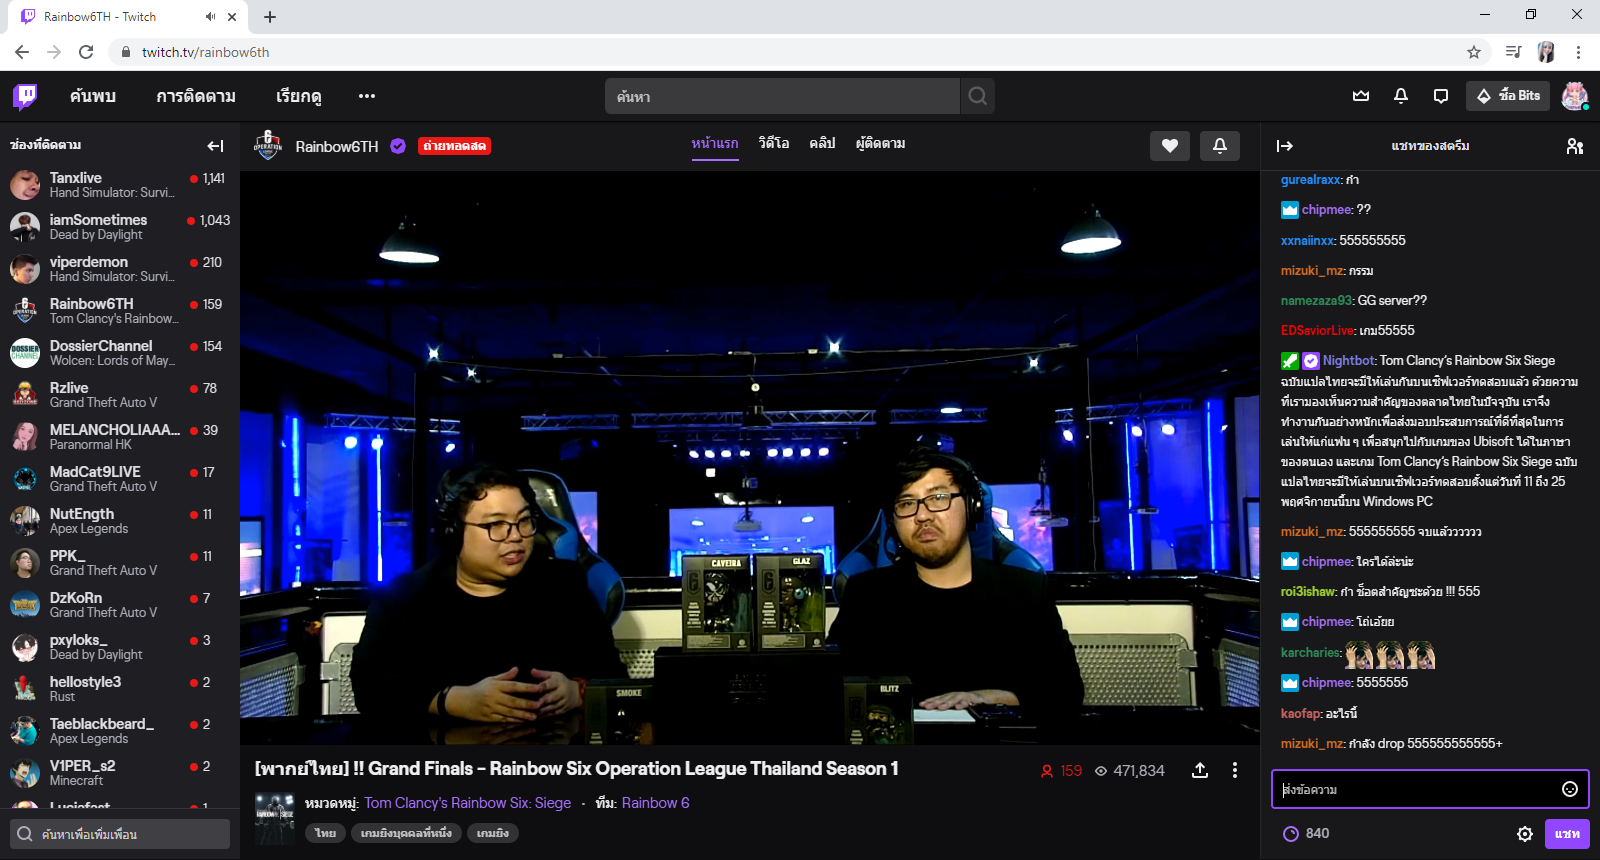 Rainbow6TH - Twitch
twitch.tv/rainbow6th
ค้นพบ
การติดตาม
เรียกดู
ค้นหา
ซื้อ Bits
ช่องที่ติดตาม
Tanxlive
1,141
Hand Simulator: Survi...
iamSometimes
1,043
Dead by Daylight
viperdemon
210
Hand Simulator: Survi...
Rainbow6TH
159
Tom Clancy's Rainbow...
DossierChannel
154
Wolcen: Lords of May...
Rzlive
78
Grand Theft Auto V
MELANCHOLIAAA...
39
Paranormal HK
MadCat9LIVE
17
Grand Theft Auto V
NutEngth
11
Apex Legends
PPK_
11
Grand Theft Auto V
DzKoRn
7
Grand Theft Auto V
pxyloks_
3
Dead by Daylight
hellostyle3
2
Rust
Taeblackbeard_
2
Apex Legends
V1PER_s2
2
Minecraft
ค้นหาเพื่อเพิ่มเพื่อน
Rainbow6TH
ถ่ายทอดสด
หน้าแรก
วิดีโอ
คลิป
ผู้ติดตาม
CAVEIRA
GLAZ
SMOKE
BLITZ
[พากย์ไทย] !! Grand Finals - Rainbow Six Operation League Thailand Season 1
159
471,834
หมวดหมู่: Tom Clancy's Rainbow Six: Siege · ทีม: Rainbow 6
ไทย
เกมยิงบุคคลที่หนึ่ง
เกมยิง
แชทของสตรีม
gurealraxx: กำ
chipmee: ??
xxnaiinxx: 555555555
mizuki_mz: กรรม
namezaza93: GG server??
EDSaviorLive: เกม55555
Nightbot: Tom Clancy's Rainbow Six Siege
ฉบับแปลไทยจะมีให้เล่นกันบนเซิฟเวอร์ทดสอบแล้ว ด้วยความ
ที่เรามองเห็นความสำคัญของตลาดไทยในปัจจุบัน เราจึง
ทำงานกันอย่างหนักเพื่อส่งมอบประสบการณ์ที่ดีที่สุดในการ
เล่นให้แก่แฟน ๆ เพื่อสนุกไปกับเกมของ Ubisoft ได้ในภาษา
ของตนเอง และเกม Tom Clancy's Rainbow Six Siege ฉบับ
แปลไทยจะมีให้เล่นบนเซิฟเวอร์ทดสอบตั้งแต่วันที่ 11 ถึง 25
พฤศจิกายนนี้บน Windows PC
mizuki_mz: 555555555 จบแล้วววววว
chipmee: ใครได้ล่ะน่ะ
roi3ishaw: กำ ช็อตสำคัญซะด้วย !!! 555
chipmee: โถ่เอ้ย
karcharies:
chipmee: 5555555
kaofap: อะไรนี้
mizuki_mz: กำลัง drop 555555555555+
ส่งข้อความ
840
แชท